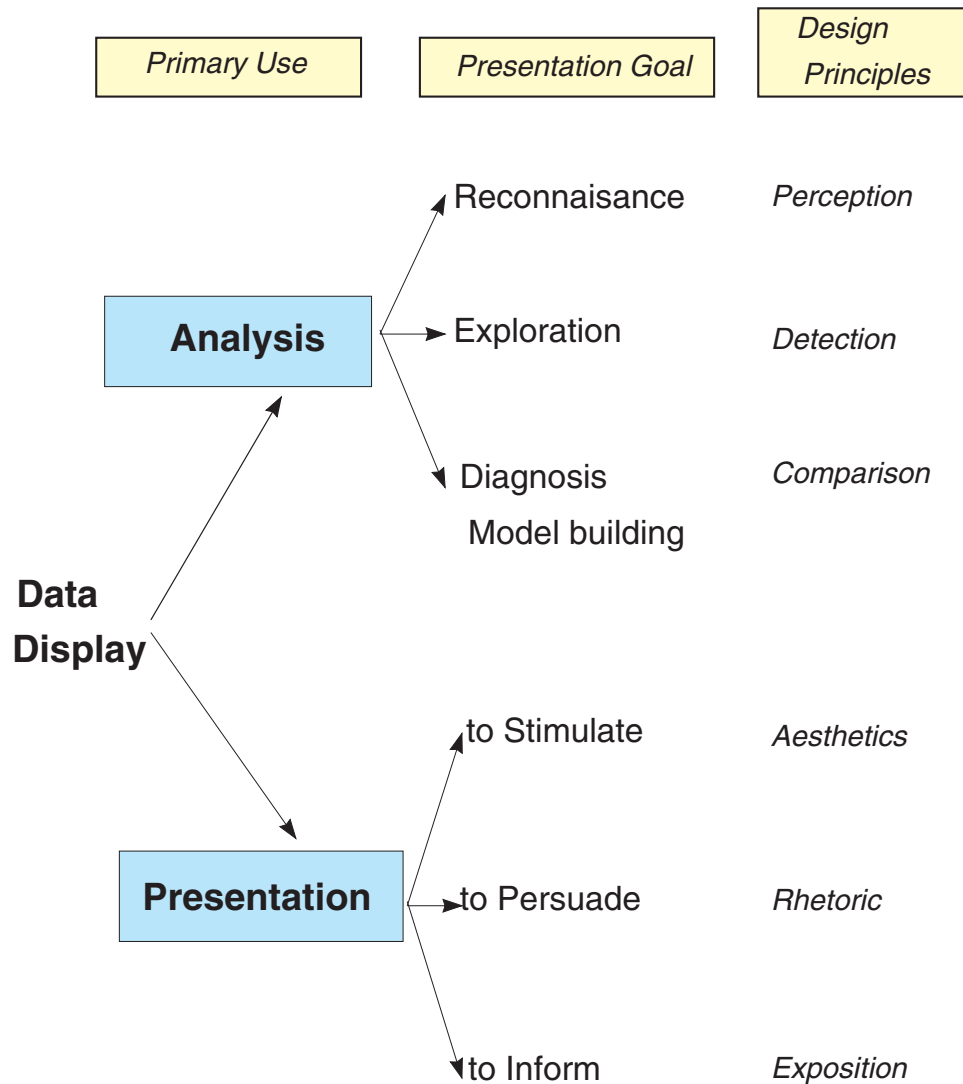 Primary Use
Presentation Goal
Design
Principles
Reconnaisance
Perception
Analysis
Exploration
Detection
Diagnosis
Comparison
Model building
Data
Display
to Stimulate
Aesthetics
Presentation
to Persuade
Rhetoric
to Inform
Exposition